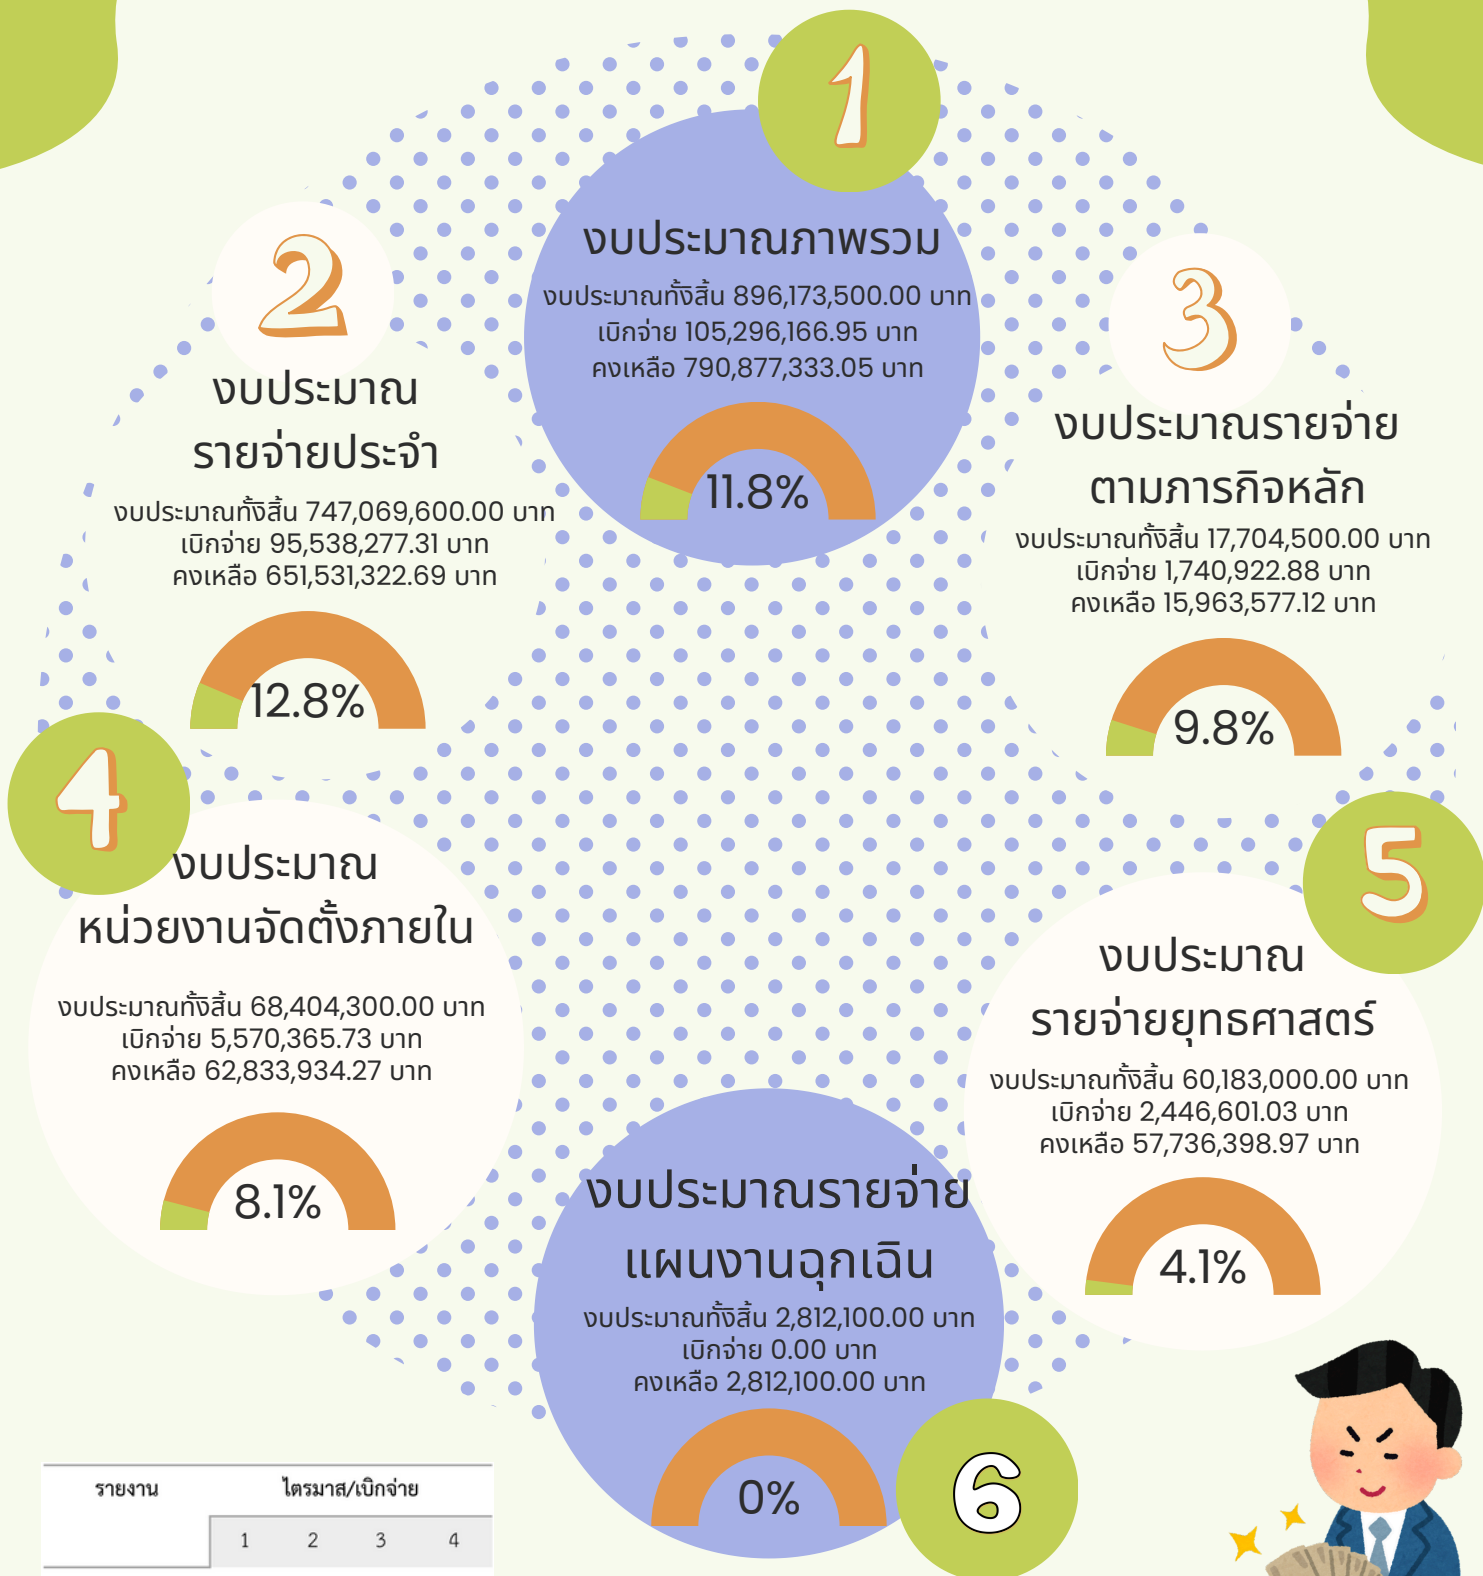 1
งบประมาณภาพรวม
งบประมาณทั้งสิ้น 896,173,500.00 บาท
เบิกจ่าย 105,296,166.95 บาท
คงเหลือ 790,877,333.05 บาท
11.8%
2
งบประมาณ
รายจ่ายประจำ
งบประมาณทั้งสิ้น 747,069,600.00 บาท
เบิกจ่าย 95,538,277.31 บาท
คงเหลือ 651,531,322.69 บาท
12.8%
3
งบประมาณรายจ่าย
ตามภารกิจหลัก
งบประมาณทั้งสิ้น 17,704,500.00 บาท
เบิกจ่าย 1,740,922.88 บาท
คงเหลือ 15,963,577.12 บาท
9.8%
4
งบประมาณ
หน่วยงานจัดตั้งภายใน
งบประมาณทั้งสิ้น 68,404,300.00 บาท
เบิกจ่าย 5,570,365.73 บาท
คงเหลือ 62,833,934.27 บาท
8.1%
5
งบประมาณ
รายจ่ายยุทธศาสตร์
งบประมาณทั้งสิ้น 60,183,000.00 บาท
เบิกจ่าย 2,446,601.03 บาท
คงเหลือ 57,736,398.97 บาท
4.1%
งบประมาณรายจ่าย
แผนงานฉุกเฉิน
งบประมาณทั้งสิ้น 2,812,100.00 บาท
เบิกจ่าย 0.00 บาท
คงเหลือ 2,812,100.00 บาท
0%
6
รายงาน ไตรมาส/เบิกจ่าย
1 2 3 4